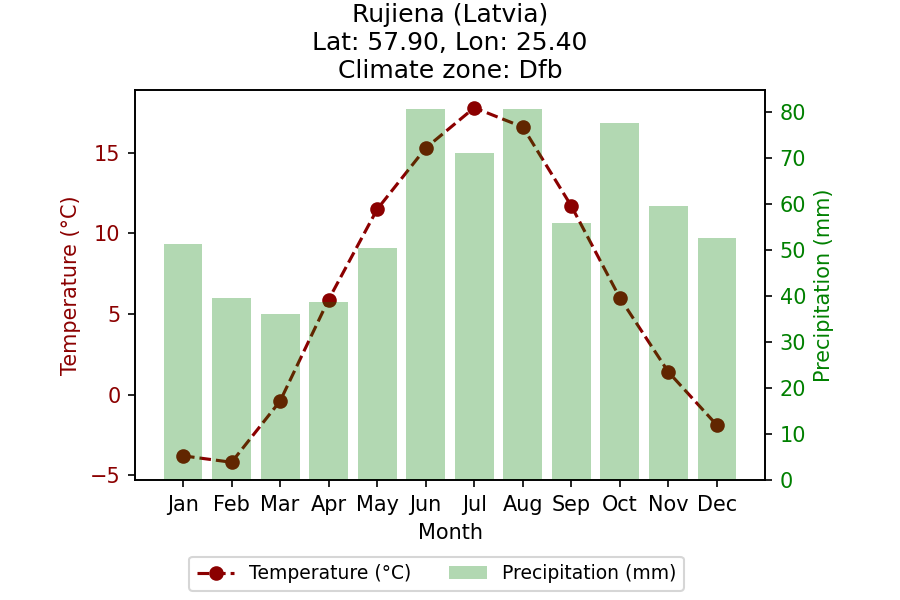 Rujiena (Latvia)
Lat: 57.90, Lon: 25.40
Climate zone: Dfb
Temperature (°C)
15
10
5
0
−5
80
70
60
50
40
30
20
10
0
Precipitation (mm)
Jan Feb Mar Apr May Jun Jul Aug Sep Oct Nov Dec
Month
Temperature (°C) Precipitation (mm)